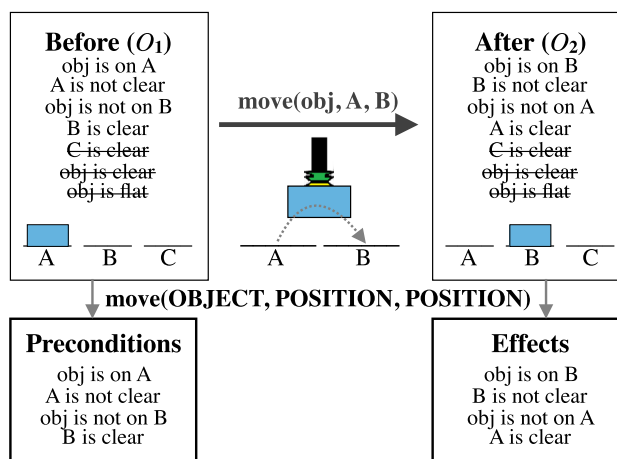 Before (O₁)
obj is on A
A is not clear
obj is not on B
B is clear
C is clear
obj is clear
obj is flat
A B C
move(obj, A, B)
A B
After (O₂)
obj is on B
B is not clear
obj is not on A
A is clear
C is clear
obj is clear
obj is flat
A B C
move(OBJECT, POSITION, POSITION)
Preconditions
obj is on A
A is not clear
obj is not on B
B is clear
Effects
obj is on B
B is not clear
obj is not on A
A is clear